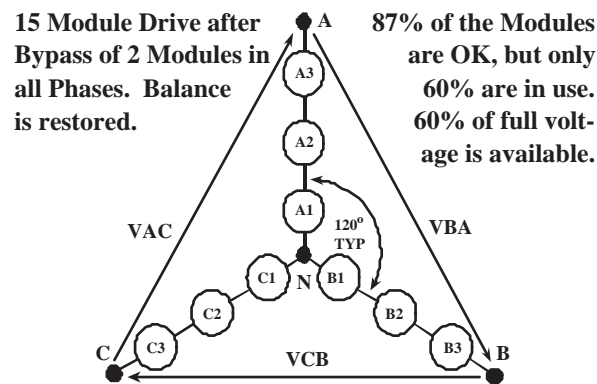 15 Module Drive after
Bypass of 2 Modules in
all Phases. Balance
is restored.
87% of the Modules
are OK, but only
60% are in use.
60% of full volt-
age is available.
A
A3
A2
A1
120° TYP
VAC
VBA
N
C1
C2
C3
C
B1
B2
B3
B
VCB